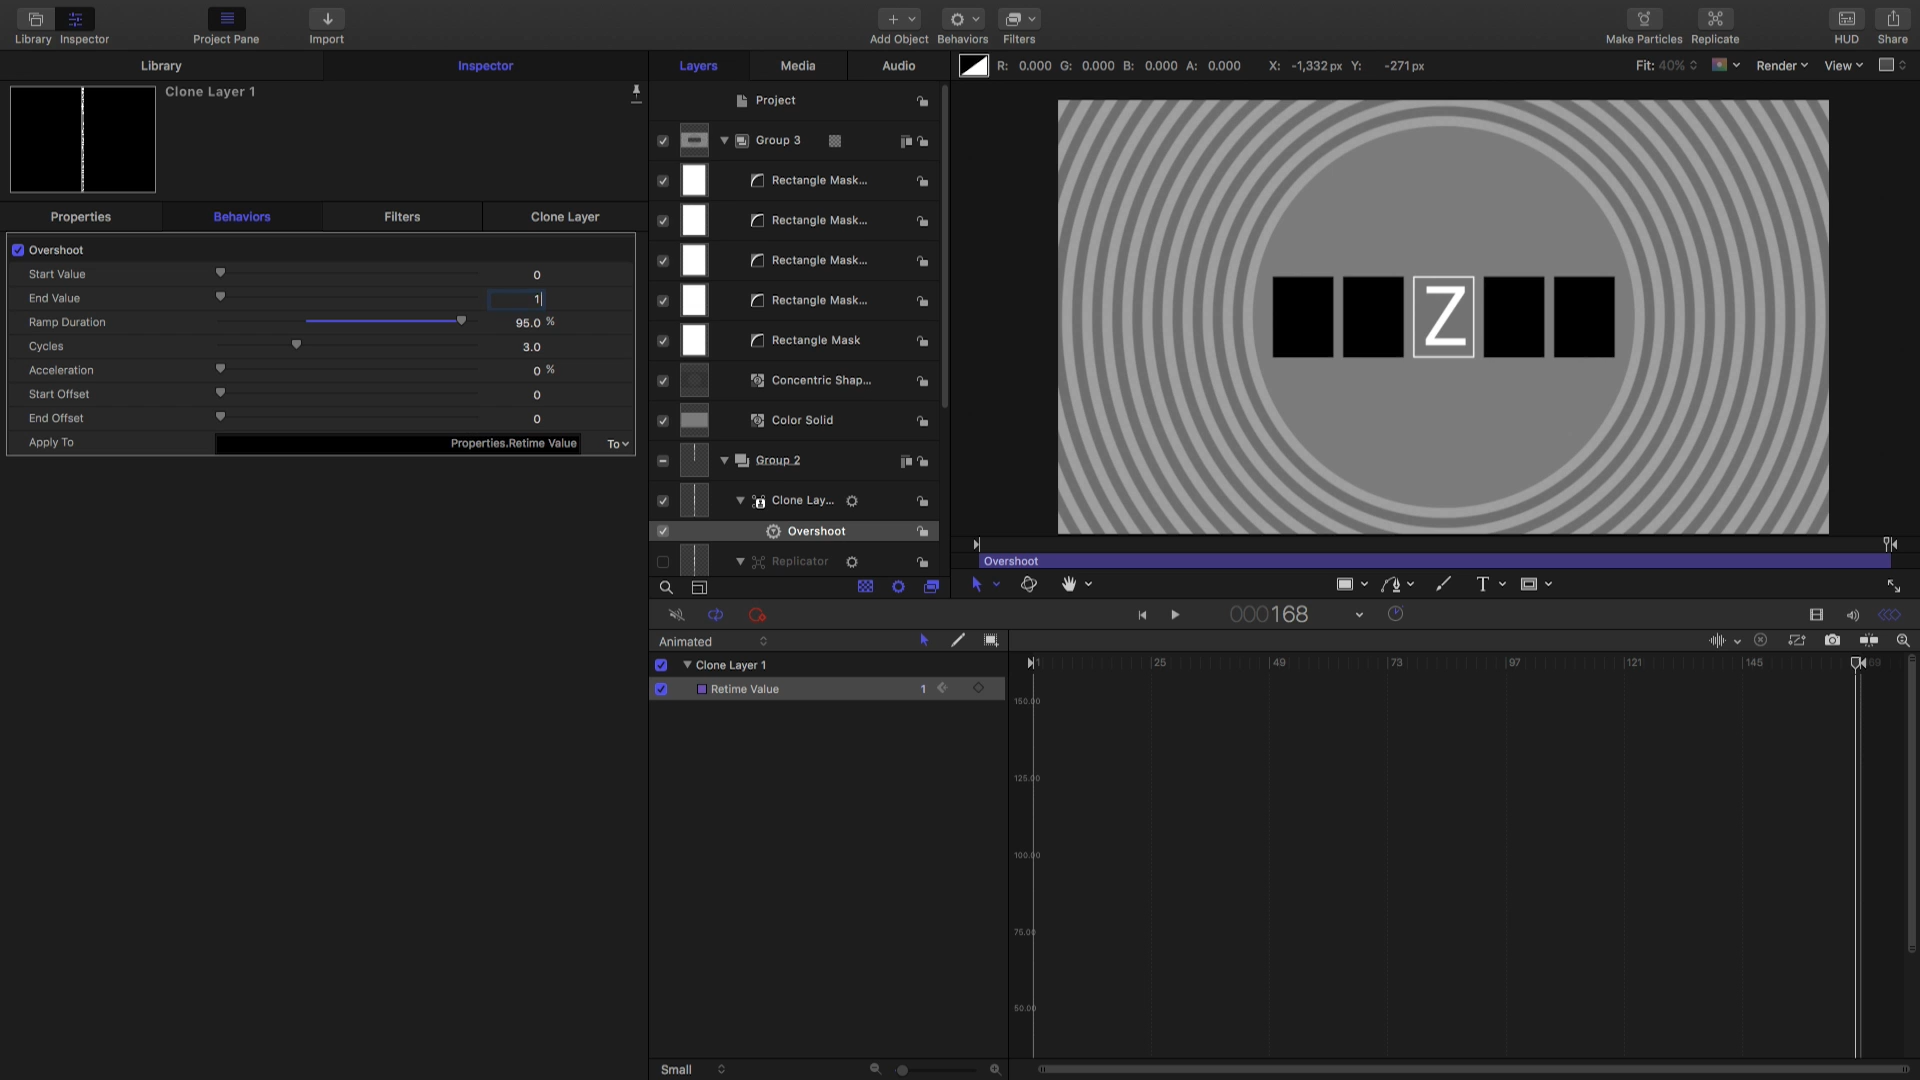 Library Inspector Project Pane Import Add Object Behaviors Filters Make Particles Replicate HUD Share
Library Inspector Layers Media Audio R: 0.000 G: 0.000 B: 0.000 A: 0.000 X: -1,332 px Y: -271 px Fit: 40% Render View
Clone Layer 1
Properties Behaviors Filters Clone Layer
Overshoot
Start Value 0
End Value 1
Ramp Duration 95.0 %
Cycles 3.0
Acceleration 0 %
Start Offset 0
End Offset 0
Apply To Properties.Retime Value To
Project
Group 3
Rectangle Mask...
Rectangle Mask...
Rectangle Mask...
Rectangle Mask...
Rectangle Mask
Concentric Shap...
Color Solid
Group 2
Clone Lay...
Overshoot
Replicator
Z
Overshoot
T
000168
Animated
Clone Layer 1
Retime Value 1
1 25 49 73 97 121 145 169
150.00
125.00
100.00
75.00
50.00
Small